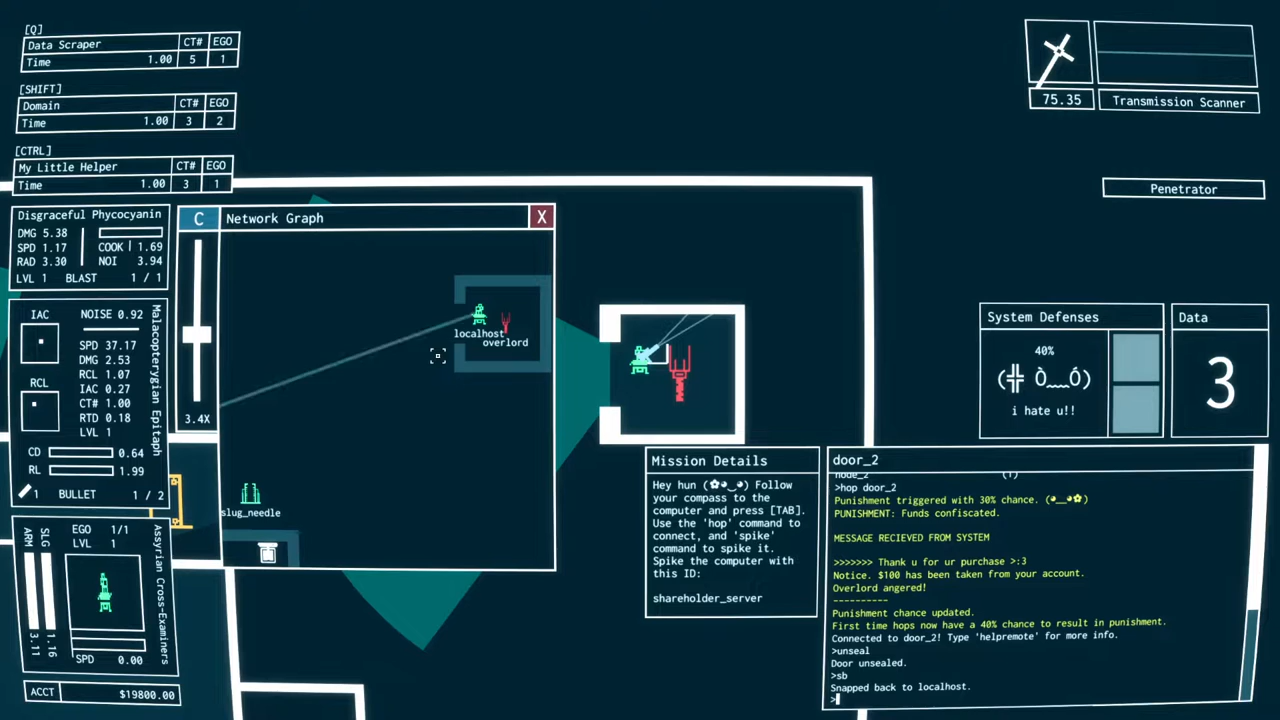 [Q]
Data Scraper CT# EGO
Time 1.00 5 1
[SHIFT]
Domain CT# EGO
Time 1.00 3 2
[CTRL]
My Little Helper CT# EGO
Time 1.00 3 1
75.35 Transmission Scanner
Penetrator
Disgraceful Phycocyanin
DMG 5.38
SPD 1.17 COOK 1.69
RAD 3.30 NOI 3.94
LVL 1 BLAST 1 / 1
C Network Graph X
3.4X
localhost
overlord
slug_needle
IAC NOISE 0.92
SPD 37.17
DMG 2.53
RCL RCL 1.07
IAC 0.27
CT# 1.00
RTD 0.18
LVL 1
CD 0.64
RL 1.99
1 BULLET 1 / 2
Malacopterygian Epitaph
ARM SLG EGO 1/1
LVL 1
3.11 1.16
SPD 0.00
Assyrian Cross-Examiners
ACCT $19800.00
System Defenses
40%
(╬ Ò﹏Ó)
i hate u!!
Data
3
Mission Details
Hey hun (✿◕‿◕) Follow
your compass to the
computer and press [TAB].
Use the 'hop' command to
connect, and 'spike'
command to spike it.
Spike the computer with
this ID:
shareholder_server
door_2
node_2 (T)
>hop door_2
Punishment triggered with 30% chance. (◕‿◕✿)
PUNISHMENT: Funds confiscated.
MESSAGE RECIEVED FROM SYSTEM
>>>>>>> Thank u for ur purchase >:3
Notice. $100 has been taken from your account.
Overlord angered!
----------
Punishment chance updated.
First time hops now have a 40% chance to result in punishment.
Connected to door_2! Type 'helpremote' for more info.
>unseal
Door unsealed.
>sb
Snapped back to localhost.
>